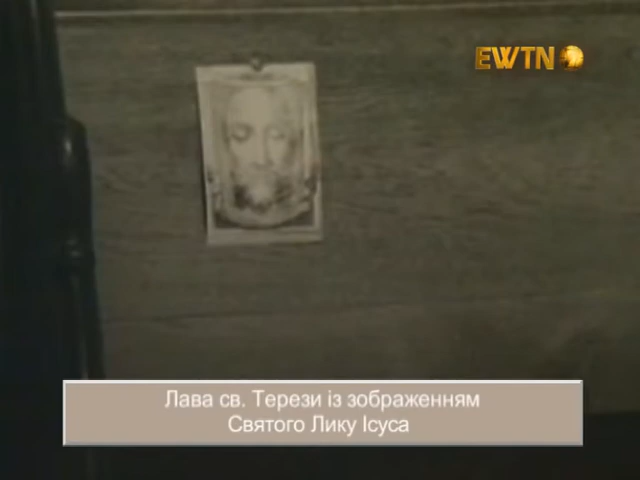 EWTN
Лава св. Терези із зображенням
Святого Лику Ісуса